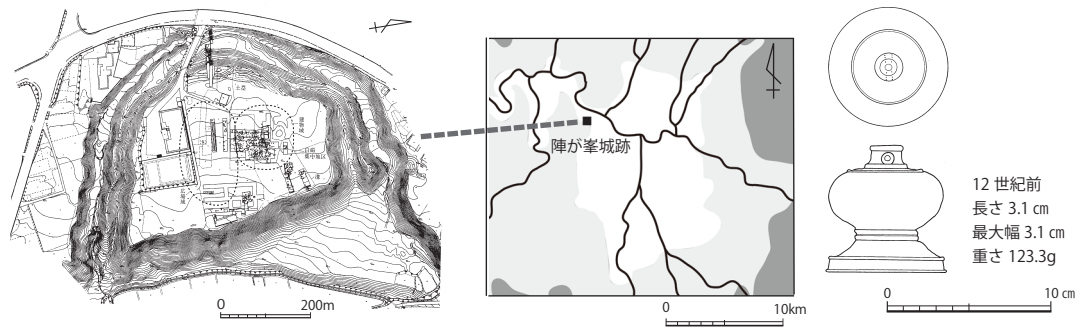 0
200m
陣が峯城跡
0
10km
12 世紀前
長さ 3.1 ㎝
最大幅 3.1 ㎝
重さ 123.3g
0
10 ㎝